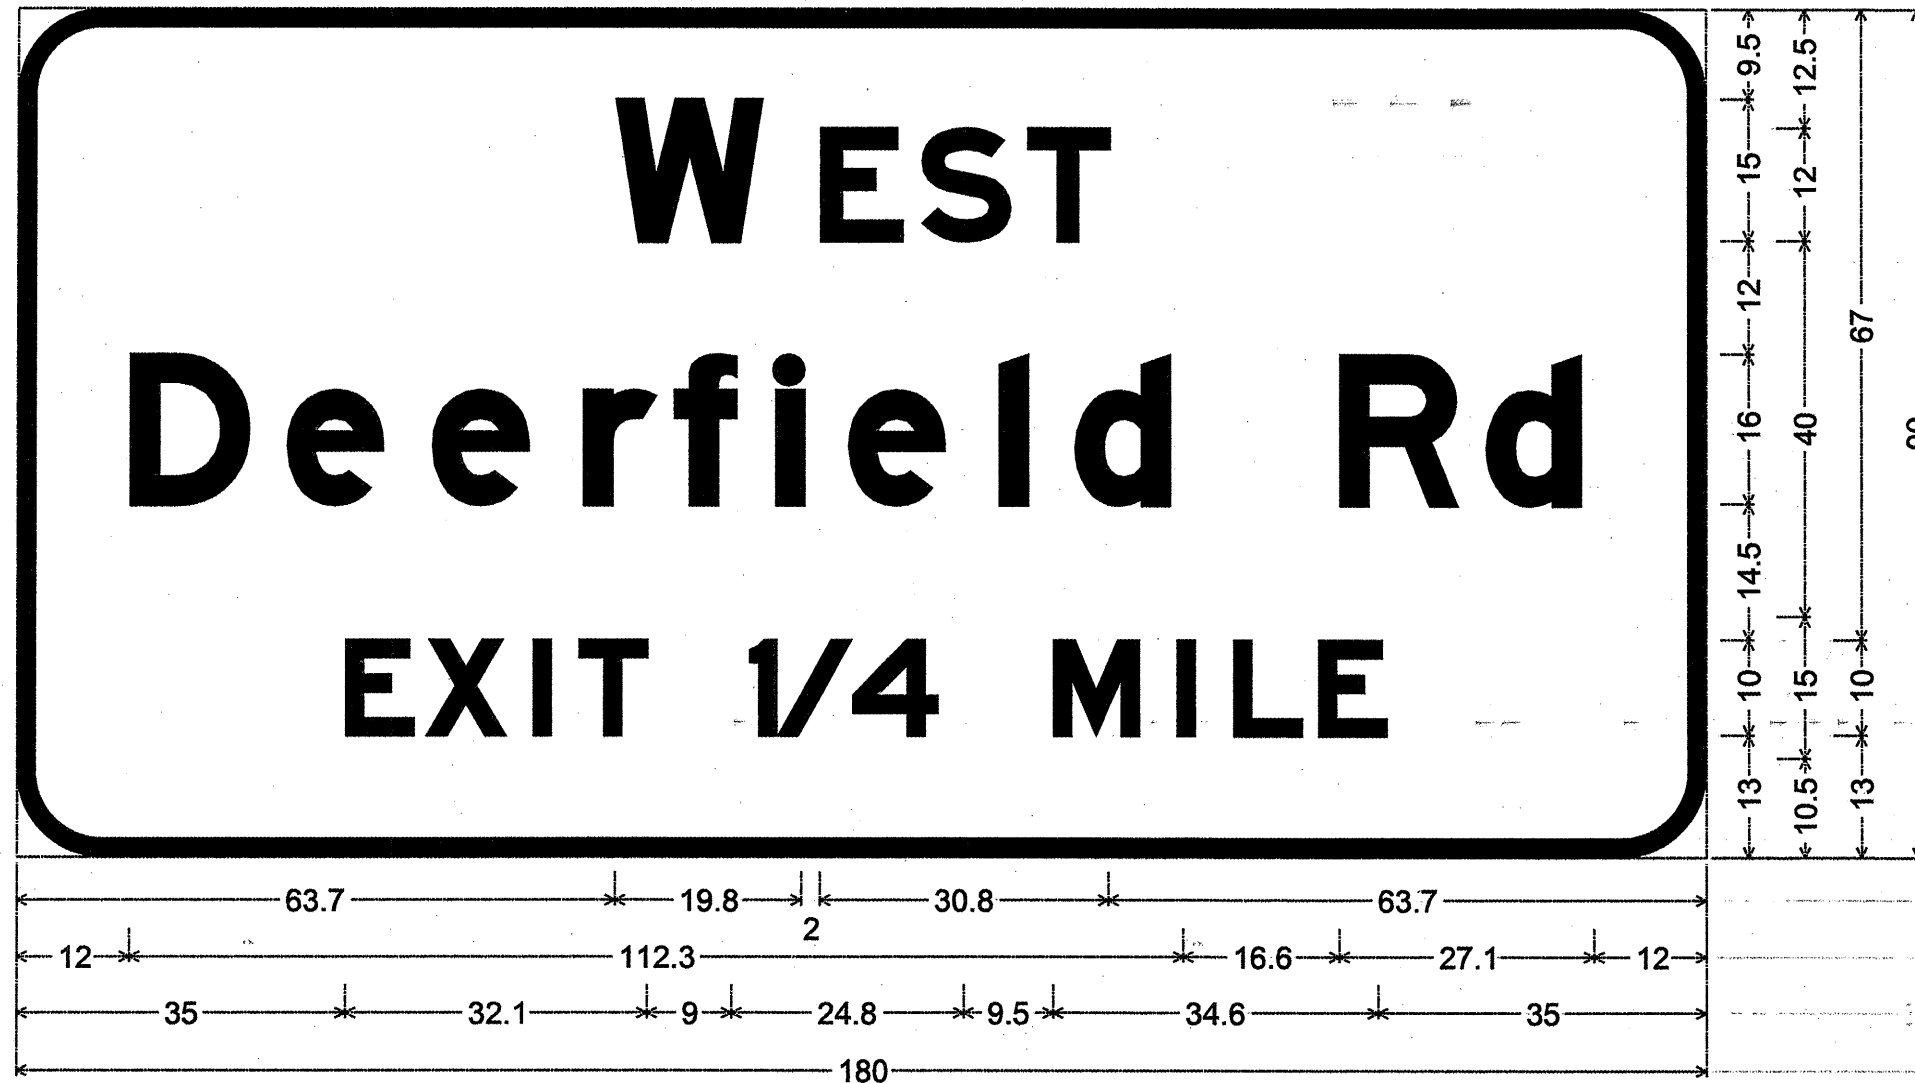 WEST
Deerfield Rd
EXIT 1/4 MILE
9.5 15 12 16 14.5 10 13
12.5 12 40 15 10.5
67 10 13
63.7 19.8 2 30.8 63.7
12 112.3 16.6 27.1 12
35 32.1 9 24.8 9.5 34.6 35
180